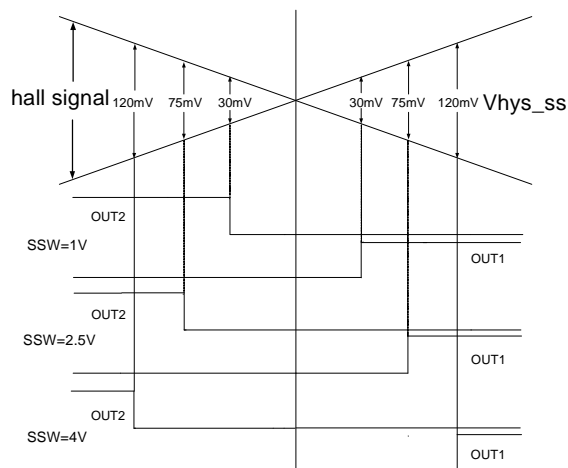 hall signal 120mV 75mV 30mV 30mV 75mV 120mV Vhys_ss
OUT2
SSW=1V
OUT1
OUT2
SSW=2.5V
OUT1
OUT2
SSW=4V
OUT1